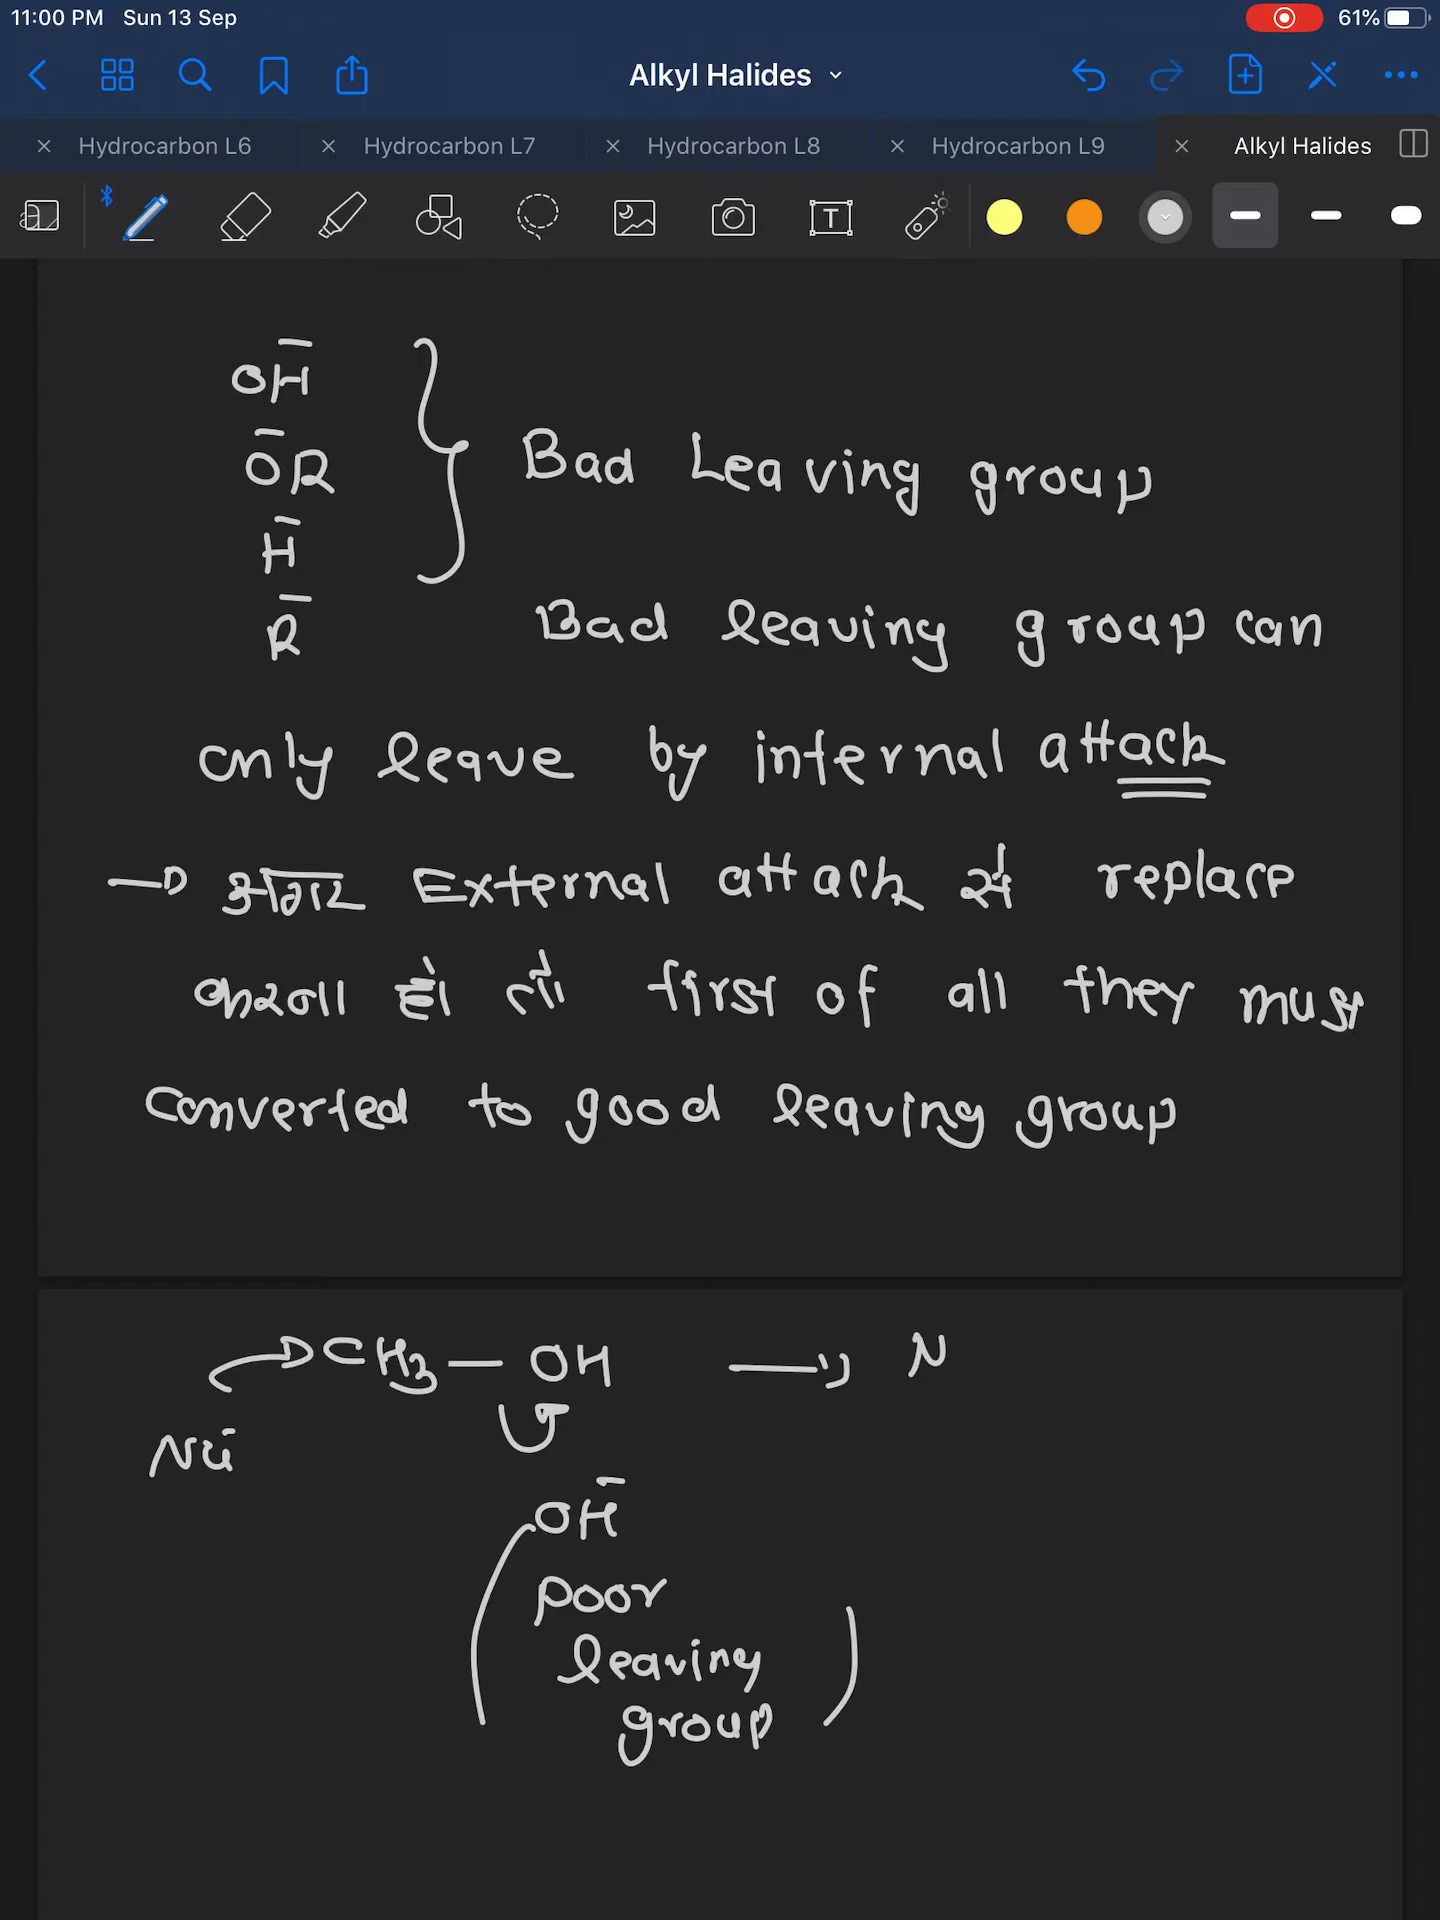 11:00 PM Sun 13 Sep 61%
Alkyl Halides
Hydrocarbon L6 Hydrocarbon L7 Hydrocarbon L8 Hydrocarbon L9 Alkyl Halides
OH⁻
O⁻R Bad Leaving group
H⁻
R⁻ Bad leaving group can
only leave by internal attack
→ अगर External attack से replace
करना हो तो first of all they must
converted to good leaving group
CH₃ — OH → N
Nu⁻
OH⁻
poor
leaving
group